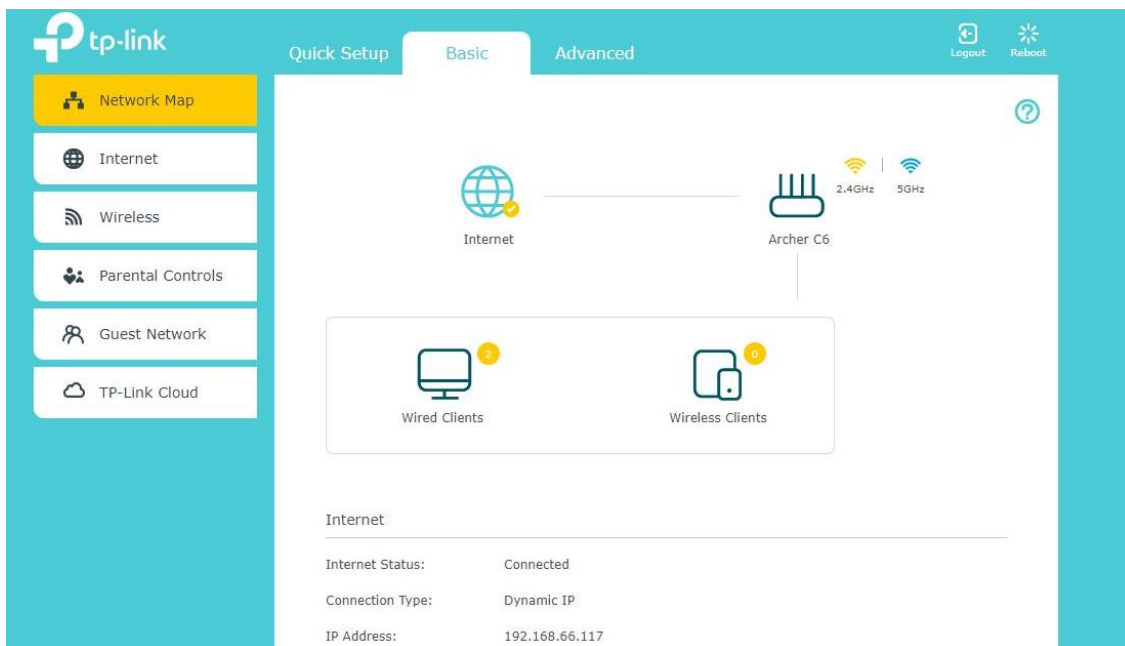 tp-link
Quick Setup Basic Advanced
Logout Reboot
Network Map
Internet
Wireless
Parental Controls
Guest Network
TP-Link Cloud
?
2.4GHz 5GHz
Internet Archer C6
2 0
Wired Clients Wireless Clients
Internet
Internet Status: Connected
Connection Type: Dynamic IP
IP Address: 192.168.66.117